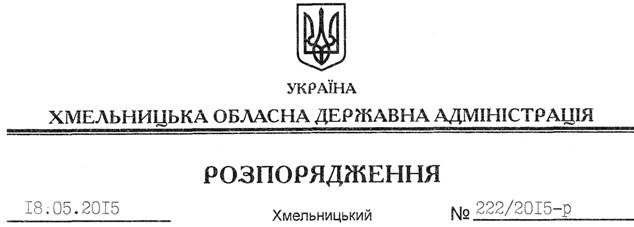 УКРАЇНА
ХМЕЛЬНИЦЬКА ОБЛАСНА ДЕРЖАВНА АДМІНІСТРАЦІЯ
РОЗПОРЯДЖЕННЯ
18.05.2015 Хмельницький № 222/2015-р